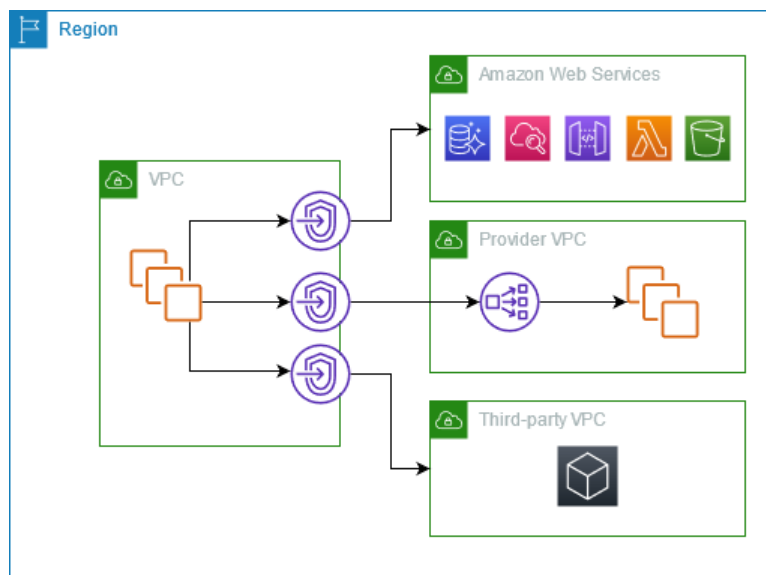 Region
Amazon Web Services
VPC
Provider VPC
Third-party VPC